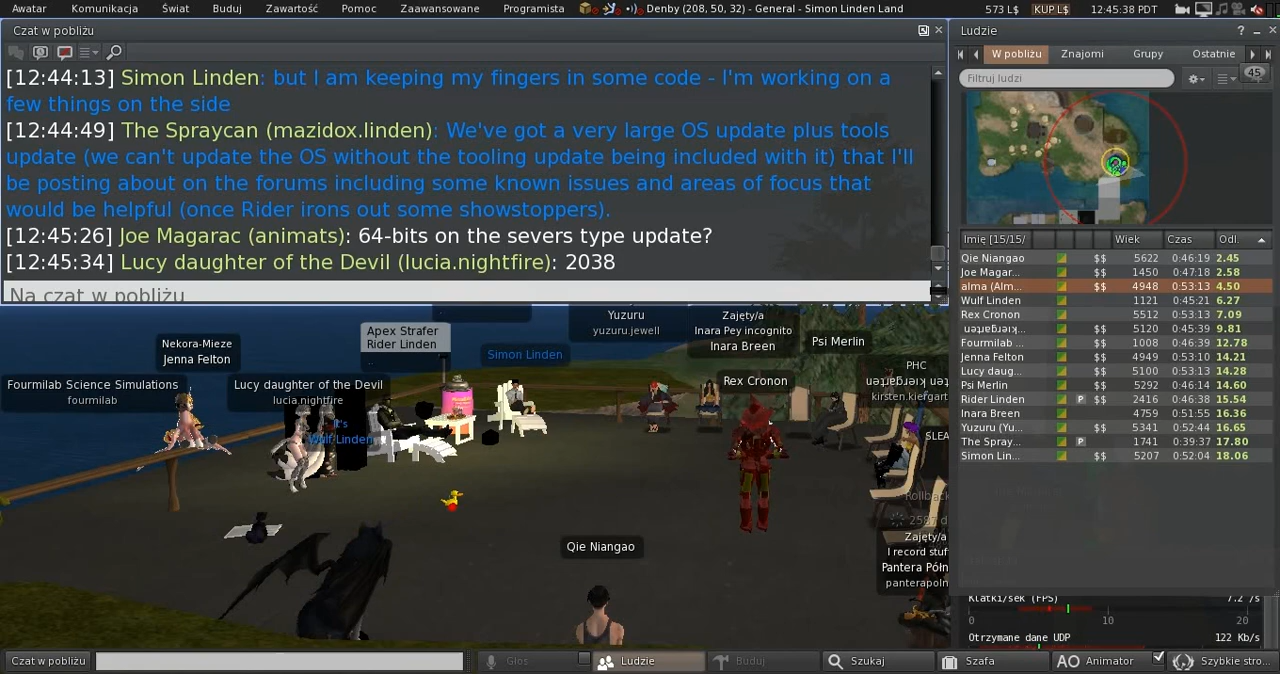 Awatar Komunikacja Świat Buduj Zawartość Pomoc Zaawansowane Programista Denby (208, 50, 32) - General - Simon Linden Land 573 L$ KUP L$ 12:45:38 PDT
Czat w pobliżu
[12:44:13] Simon Linden: but I am keeping my fingers in some code - I'm working on a
few things on the side
[12:44:49] The Spraycan (mazidox.linden): We've got a very large OS update plus tools
update (we can't update the OS without the tooling update being included with it) that I'll
be posting about on the forums including some known issues and areas of focus that
would be helpful (once Rider irons out some showstoppers).
[12:45:26] Joe Magarac (animats): 64-bits on the severs type update?
[12:45:34] Lucy daughter of the Devil (lucia.nightfire): 2038
Na czat w pobliżu
Nekora-Mieze
Jenna Felton
Apex Strafer
Rider Linden
Simon Linden
Yuzuru
yuzuru.jewell
Zajęty/a
Inara Pey incognito
Inara Breen
Psi Merlin
Fourmilab Science Simulations
fourmilab
Lucy daughter of the Devil
lucia.nightfire
It's
Wulf Linden
Rex Cronon
PHC
kirsten.kiergart
SLEA
Rollback
2587 d
Qie Niangao
Zajęty/a
I record stuf
Pantera Półn
panterapoln
Ludzie
W pobliżu Znajomi Grupy Ostatnie
Filtruj ludzi
45
Imię [15/15/ Wiek Czas Odl.
Qie Niangao $$ 5622 0:46:19 2.45
Joe Magar... $$ 1450 0:47:18 2.58
alma (Alm... $$ 4948 0:53:13 4.50
Wulf Linden 1121 0:45:21 6.27
Rex Cronon 5512 0:53:13 7.09
$$ 5120 0:45:39 9.81
Fourmilab ... $$ 1008 0:46:39 12.78
Jenna Felton $$ 4949 0:53:10 14.21
Lucy daug... $$ 5100 0:53:13 14.28
Psi Merlin $$ 5292 0:46:14 14.60
Rider Linden P $$ 2416 0:46:38 15.54
Inara Breen 4759 0:51:55 16.36
Yuzuru (Yu... $$ 5341 0:52:44 16.65
The Spray... P 1741 0:39:37 17.80
Simon Lin... $$ 5207 0:52:04 18.06
Klatki/sek (FPS) 7.2 /s
0 10 20
Otrzymane dane UDP 122 Kb/s
Czat w pobliżu Głos Ludzie Buduj Szukaj Szafa AO Animator Szybkie stro...